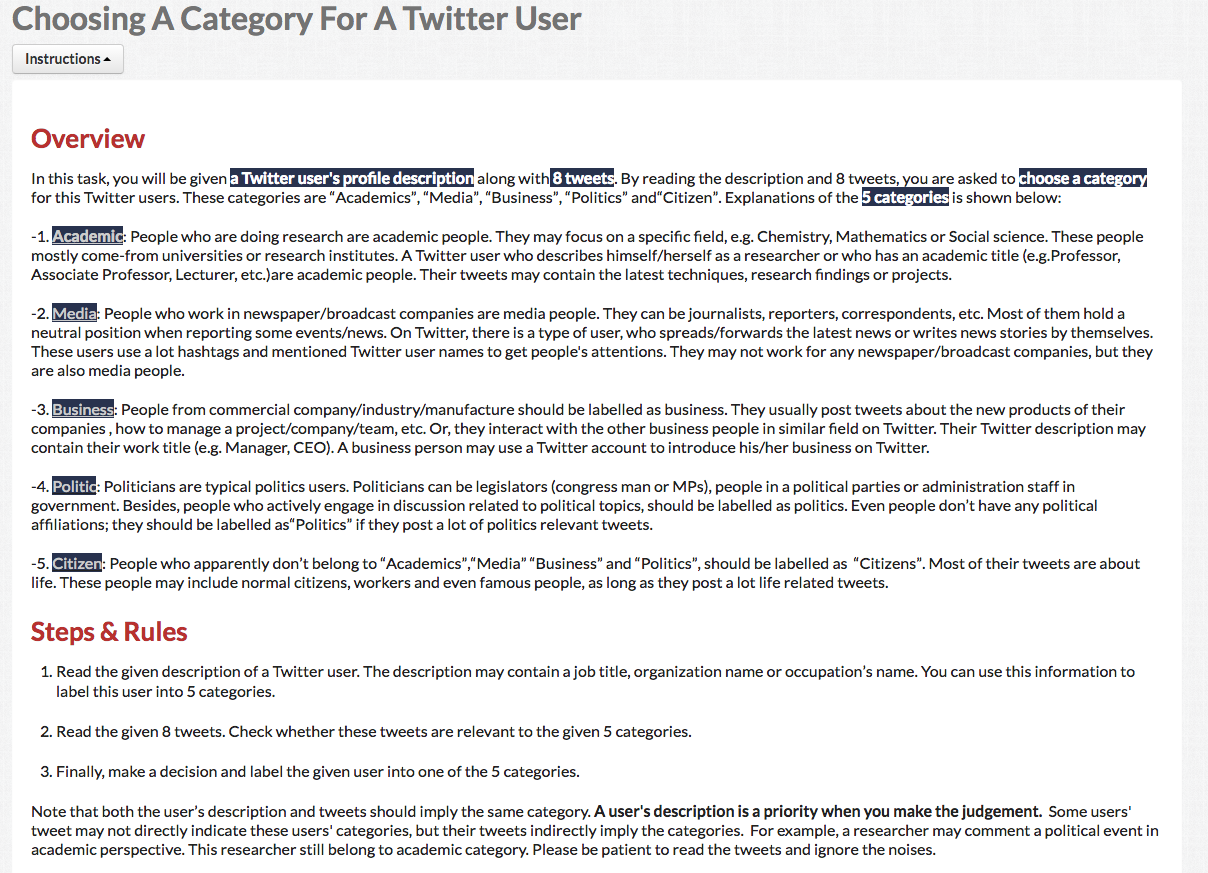 Choosing A Category For A Twitter User
Instructions
Overview
In this task, you will be given a Twitter user's profile description along with 8 tweets. By reading the description and 8 tweets, you are asked to choose a category
for this Twitter users. These categories are “Academics”, “Media”, “Business”, “Politics” and“Citizen”. Explanations of the 5 categories is shown below:
-1. Academic: People who are doing research are academic people. They may focus on a specific field, e.g. Chemistry, Mathematics or Social science. These people
mostly come-from universities or research institutes. A Twitter user who describes himself/herself as a researcher or who has an academic title (e.g.Professor,
Associate Professor, Lecturer, etc.)are academic people. Their tweets may contain the latest techniques, research findings or projects.
-2. Media: People who work in newspaper/broadcast companies are media people. They can be journalists, reporters, correspondents, etc. Most of them hold a
neutral position when reporting some events/news. On Twitter, there is a type of user, who spreads/forwards the latest news or writes news stories by themselves.
These users use a lot hashtags and mentioned Twitter user names to get people's attentions. They may not work for any newspaper/broadcast companies, but they
are also media people.
-3. Business: People from commercial company/industry/manufacture should be labelled as business. They usually post tweets about the new products of their
companies , how to manage a project/company/team, etc. Or, they interact with the other business people in similar field on Twitter. Their Twitter description may
contain their work title (e.g. Manager, CEO). A business person may use a Twitter account to introduce his/her business on Twitter.
-4. Politic: Politicians are typical politics users. Politicians can be legislators (congress man or MPs), people in a political parties or administration staff in
government. Besides, people who actively engage in discussion related to political topics, should be labelled as politics. Even people don’t have any political
affiliations; they should be labelled as“Politics” if they post a lot of politics relevant tweets.
-5. Citizen: People who apparently don’t belong to “Academics”,“Media” “Business” and “Politics”, should be labelled as “Citizens”. Most of their tweets are about
life. These people may include normal citizens, workers and even famous people, as long as they post a lot life related tweets.
Steps & Rules
1. Read the given description of a Twitter user. The description may contain a job title, organization name or occupation’s name. You can use this information to
label this user into 5 categories.
2. Read the given 8 tweets. Check whether these tweets are relevant to the given 5 categories.
3. Finally, make a decision and label the given user into one of the 5 categories.
Note that both the user’s description and tweets should imply the same category. A user's description is a priority when you make the judgement. Some users'
tweet may not directly indicate these users' categories, but their tweets indirectly imply the categories. For example, a researcher may comment a political event in
academic perspective. This researcher still belong to academic category. Please be patient to read the tweets and ignore the noises.